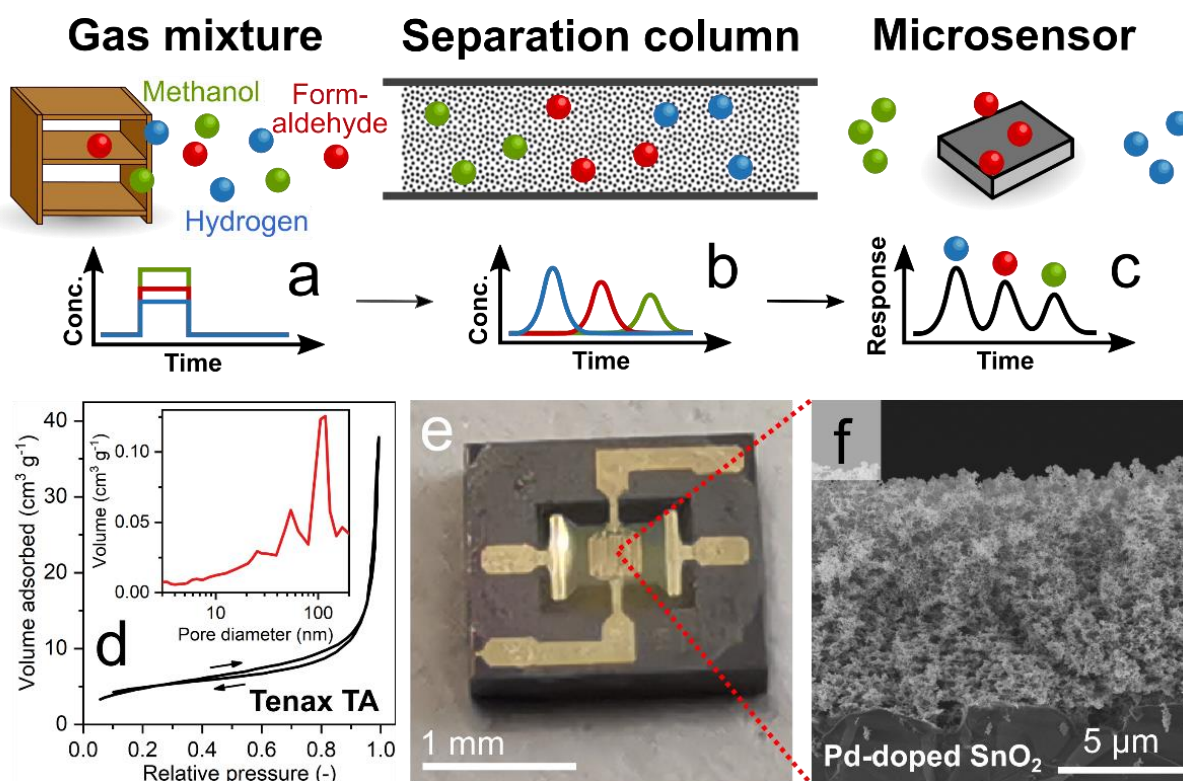 Gas mixture
Separation column
Microsensor
Methanol
Form-
aldehyde
Hydrogen
a
Conc.
Time
b
Conc.
Time
c
Response
Time
Volume adsorbed (cm³ g⁻¹)
40
30
20
10
0
0.0 0.2 0.4 0.6 0.8 1.0
Relative pressure (-)
Volume (cm³ g⁻¹)
0.10
0.05
0.00
10 100
Pore diameter (nm)
d
Tenax TA
e
1 mm
f
Pd-doped SnO₂
5 µm